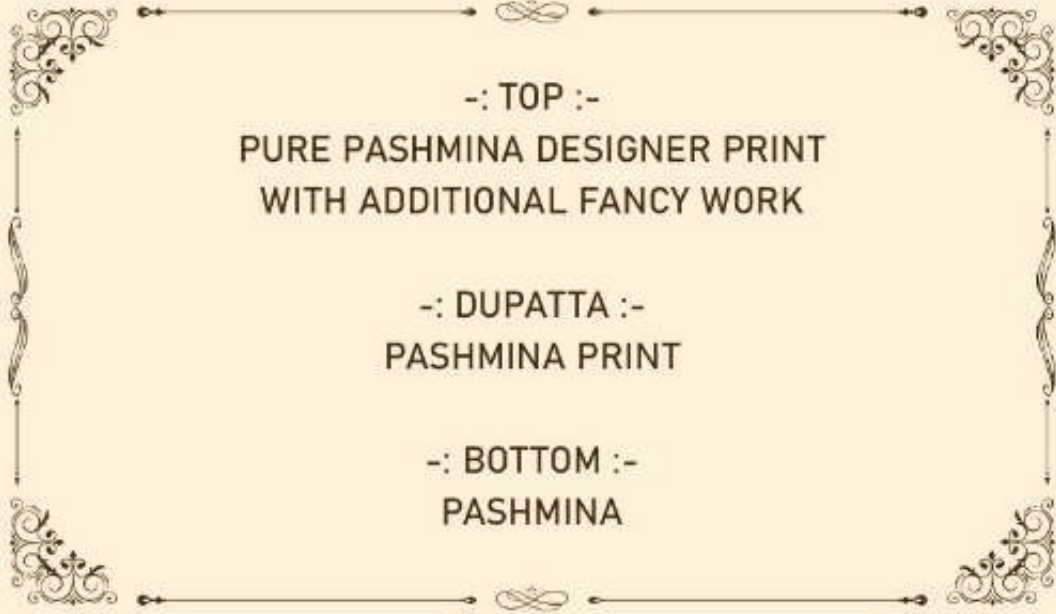 -: TOP :-
PURE PASHMINA DESIGNER PRINT
WITH ADDITIONAL FANCY WORK
-: DUPATTA :-
PASHMINA PRINT
-: BOTTOM :-
PASHMINA